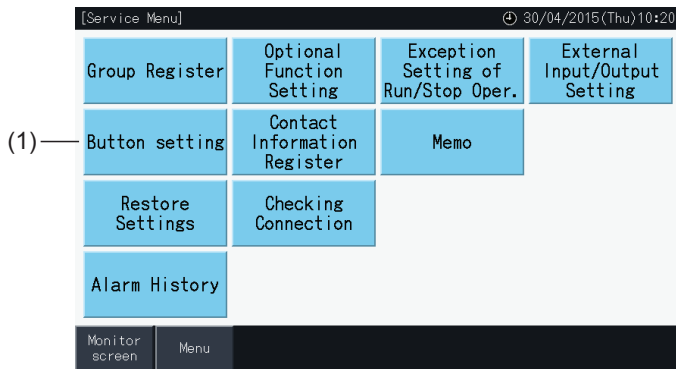 [Service Menu] 30/04/2015(Thu)10:20
Group Register
Optional
Function
Setting
Exception
Setting of
Run/Stop Oper.
External
Input/Output
Setting
(1)
Button setting
Contact
Information
Register
Memo
Restore
Settings
Checking
Connection
Alarm History
Monitor
screen
Menu